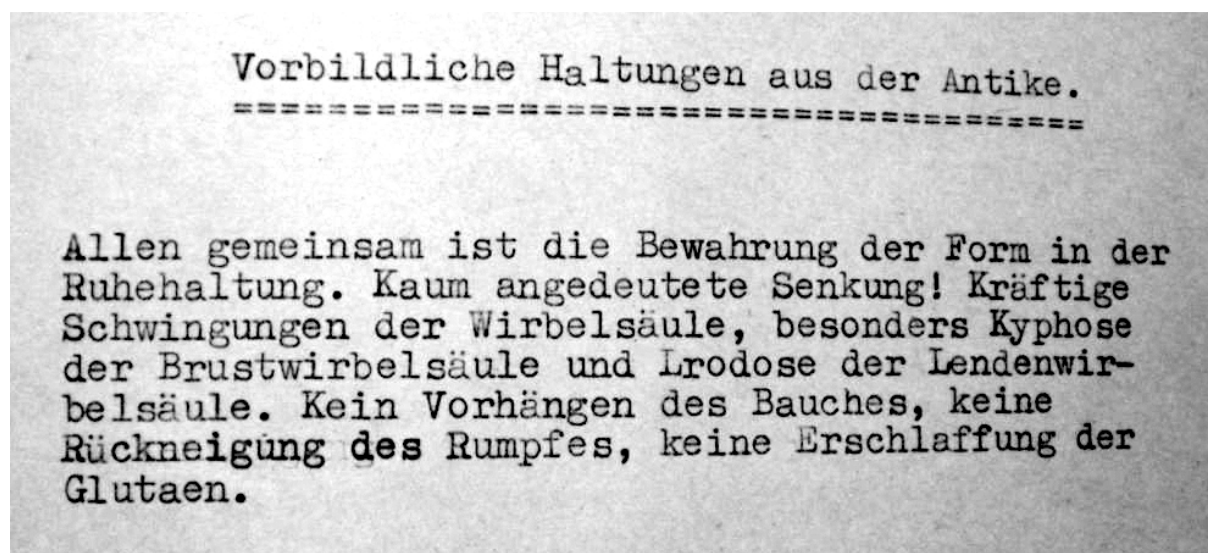 Vorbildliche Haltungen aus der Antike.
=======================================
Allen gemeinsam ist die Bewahrung der Form in der
Ruhehaltung. Kaum angedeutete Senkung! Kräftige
Schwingungen der Wirbelsäule, besonders Kyphose
der Brustwirbelsäule und Lrodose der Lendenwir-
belsäule. Kein Vorhängen des Bauches, keine
Rückneigung des Rumpfes, keine Erschlaffung der
Glutaen.